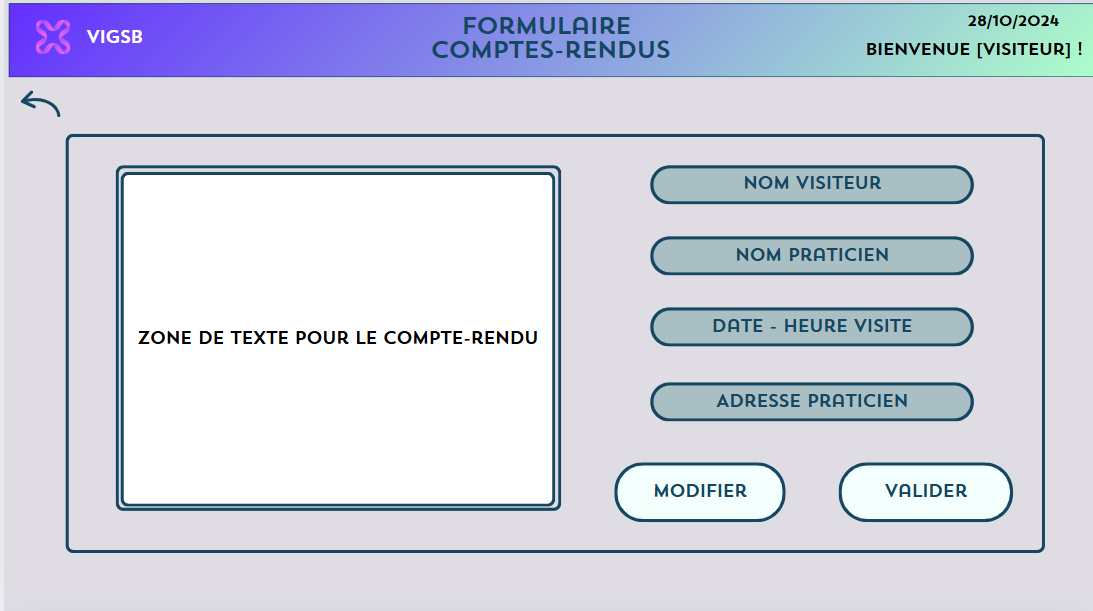 VIGSB
FORMULAIRE
COMPTES-RENDUS
28/10/2024
BIENVENUE [VISITEUR] !
ZONE DE TEXTE POUR LE COMPTE-RENDU
NOM VISITEUR
NOM PRATICIEN
DATE - HEURE VISITE
ADRESSE PRATICIEN
MODIFIER
VALIDER